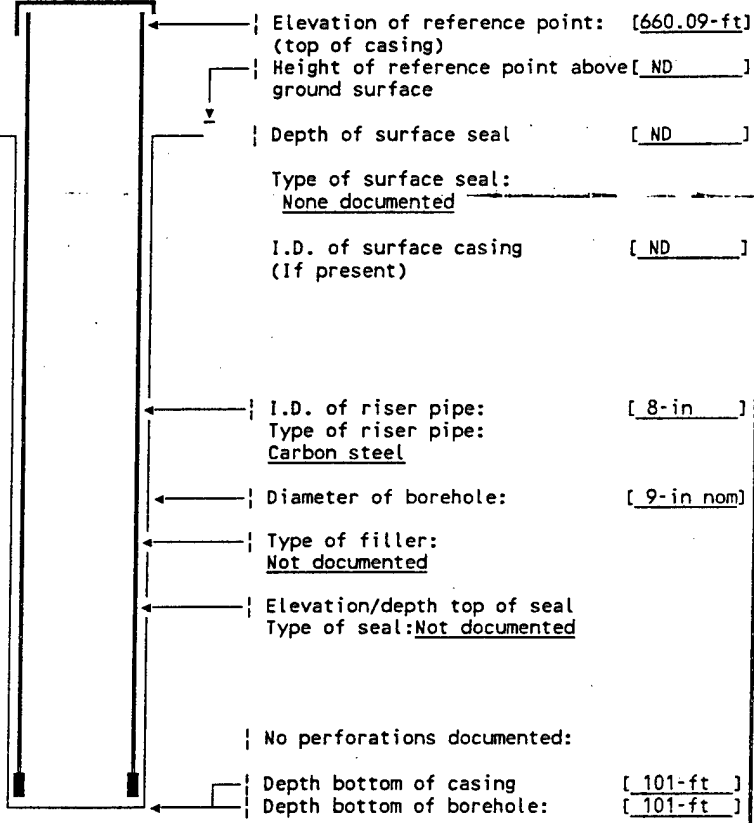 Elevation of reference point: [660.09-ft]
(top of casing)
Height of reference point above[ ND ]
ground surface
Depth of surface seal [ ND ]
Type of surface seal:
None documented
I.D. of surface casing [ ND ]
(If present)
I.D. of riser pipe: [ 8-in ]
Type of riser pipe:
Carbon steel
Diameter of borehole: [ 9-in nom]
Type of filler:
Not documented
Elevation/depth top of seal
Type of seal:Not documented
No perforations documented:
Depth bottom of casing [ 101-ft ]
Depth bottom of borehole: [ 101-ft ]